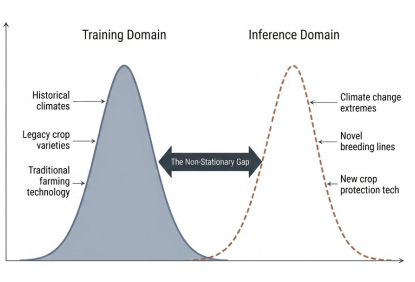 Training Domain
Inference Domain
Historical
climates
Legacy crop
varieties
Traditional
farming
technology
The Non-Stationary Gap
Climate change
extremes
Novel
breeding lines
New crop
protection tech